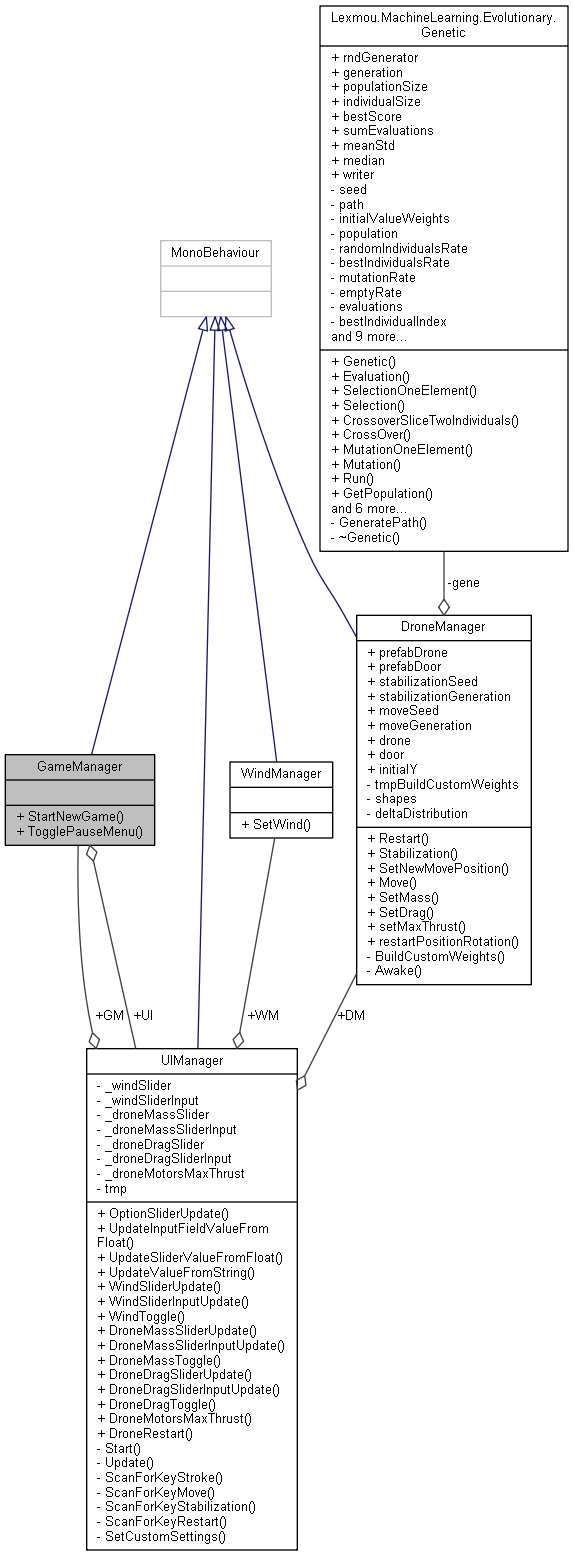 Lexmou.MachineLearning.Evolutionary.
Genetic
+ rndGenerator
+ generation
+ populationSize
+ individualSize
+ bestScore
+ sumEvaluations
+ meanStd
+ median
+ writer
- seed
- path
- initialValueWeights
- population
- randomIndividualsRate
- bestIndividualsRate
- mutationRate
- emptyRate
- evaluations
- bestIndividualIndex
and 9 more...
+ Genetic()
+ Evaluation()
+ SelectionOneElement()
+ Selection()
+ CrossoverSliceTwoIndividuals()
+ CrossOver()
+ MutationOneElement()
+ Mutation()
+ Run()
+ GetPopulation()
and 6 more...
- GeneratePath()
- ~Genetic()
MonoBehaviour
-gene
DroneManager
+ prefabDrone
+ prefabDoor
+ stabilizationSeed
+ stabilizationGeneration
+ moveSeed
+ moveGeneration
+ drone
+ door
+ initialY
- tmpBuildCustomWeights
- shapes
- deltaDistribution
+ Restart()
+ Stabilization()
+ SetNewMovePosition()
+ Move()
+ SetMass()
+ SetDrag()
+ setMaxThrust()
+ restartPositionRotation()
- BuildCustomWeights()
- Awake()
GameManager
+ StartNewGame()
+ TogglePauseMenu()
WindManager
+ SetWind()
+GM
+UI
+WM
+DM
UIManager
- _windSlider
- _windSliderInput
- _droneMassSlider
- _droneMassSliderInput
- _droneDragSlider
- _droneDragSliderInput
- _droneMotorsMaxThrust
- tmp
+ OptionSliderUpdate()
+ UpdateInputFieldValueFrom
Float()
+ UpdateSliderValueFromFloat()
+ UpdateValueFromString()
+ WindSliderUpdate()
+ WindSliderInputUpdate()
+ WindToggle()
+ DroneMassSliderUpdate()
+ DroneMassSliderInputUpdate()
+ DroneMassToggle()
+ DroneDragSliderUpdate()
+ DroneDragSliderInputUpdate()
+ DroneDragToggle()
+ DroneMotorsMaxThrust()
+ DroneRestart()
- Start()
- Update()
- ScanForKeyStroke()
- ScanForKeyMove()
- ScanForKeyStabilization()
- ScanForKeyRestart()
- SetCustomSettings()